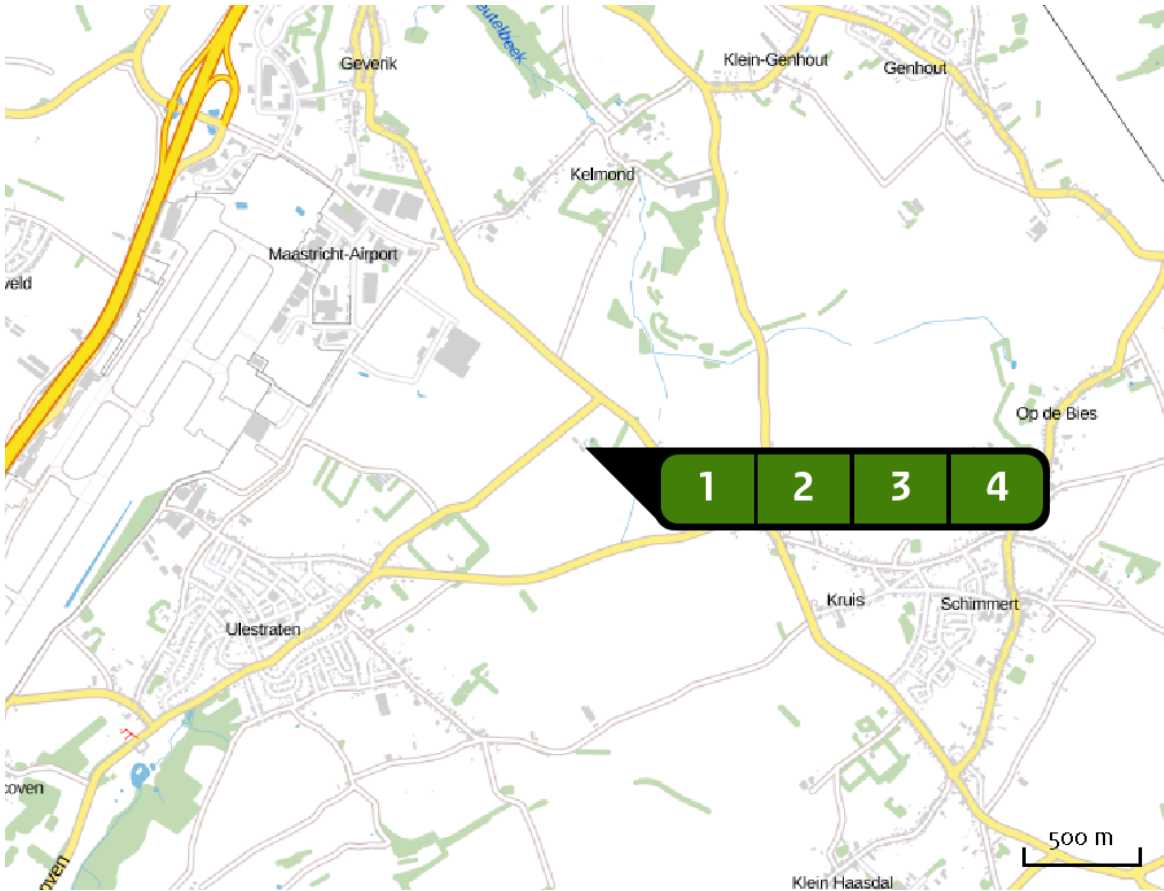 eutelbeek
Geverik
Klein-Genhout
Genhout
Kelmond
Maastricht-Airport
veld
Op de Bies
1 2 3 4
Kruis
Schimmert
Ulestraten
coven
500 m
oven
Klein Haasdal